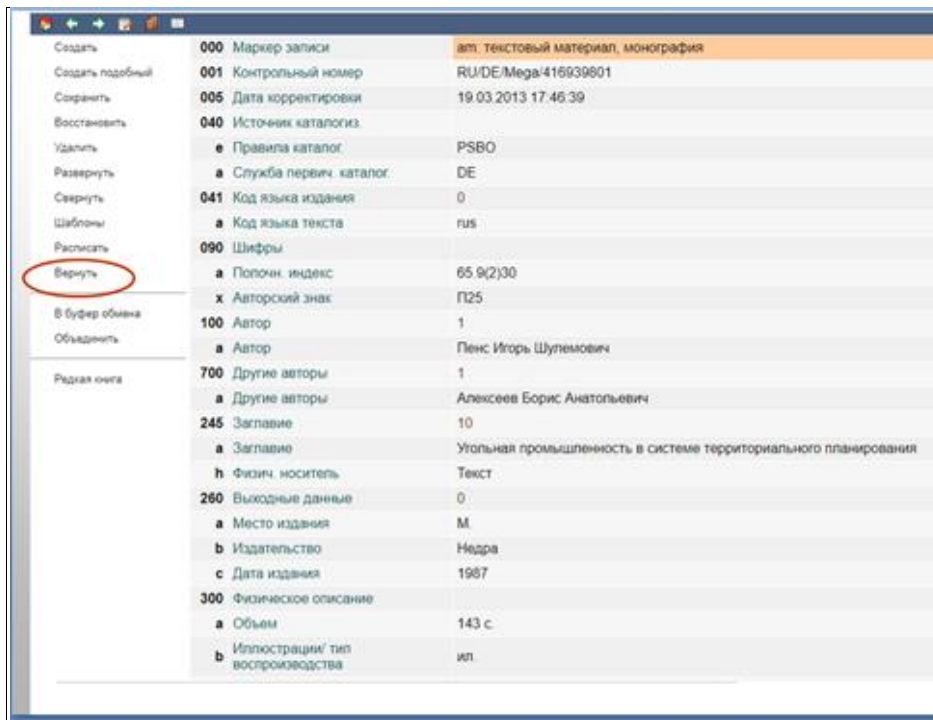 Создать
Создать подобный
Сохранить
Восстановить
Удалить
Развернуть
Свернуть
Шаблоны
Расписать
Вернуть
В буфер обмена
Объединить
Редкая книга
000 Маркер записи am: текстовый материал, монография
001 Контрольный номер RU/DE/Mega/416939801
005 Дата корректировки 19.03.2013 17:46:39
040 Источник каталогиз.
e Правила каталог. PSBO
a Служба первич. каталог. DE
041 Код языка издания 0
a Код языка текста rus
090 Шифры
a Полочн. индекс 65.9(2)30
x Авторский знак П25
100 Автор 1
a Автор Пенс Игорь Шулемович
700 Другие авторы 1
a Другие авторы Алексеев Борис Анатольевич
245 Заглавие 10
a Заглавие Угольная промышленность в системе территориального планирования
h Физич. носитель Текст
260 Выходные данные 0
a Место издания М.
b Издательство Недра
c Дата издания 1987
300 Физическое описание
a Объем 143 с.
b Иллюстрации/ тип
воспроизводства ил.